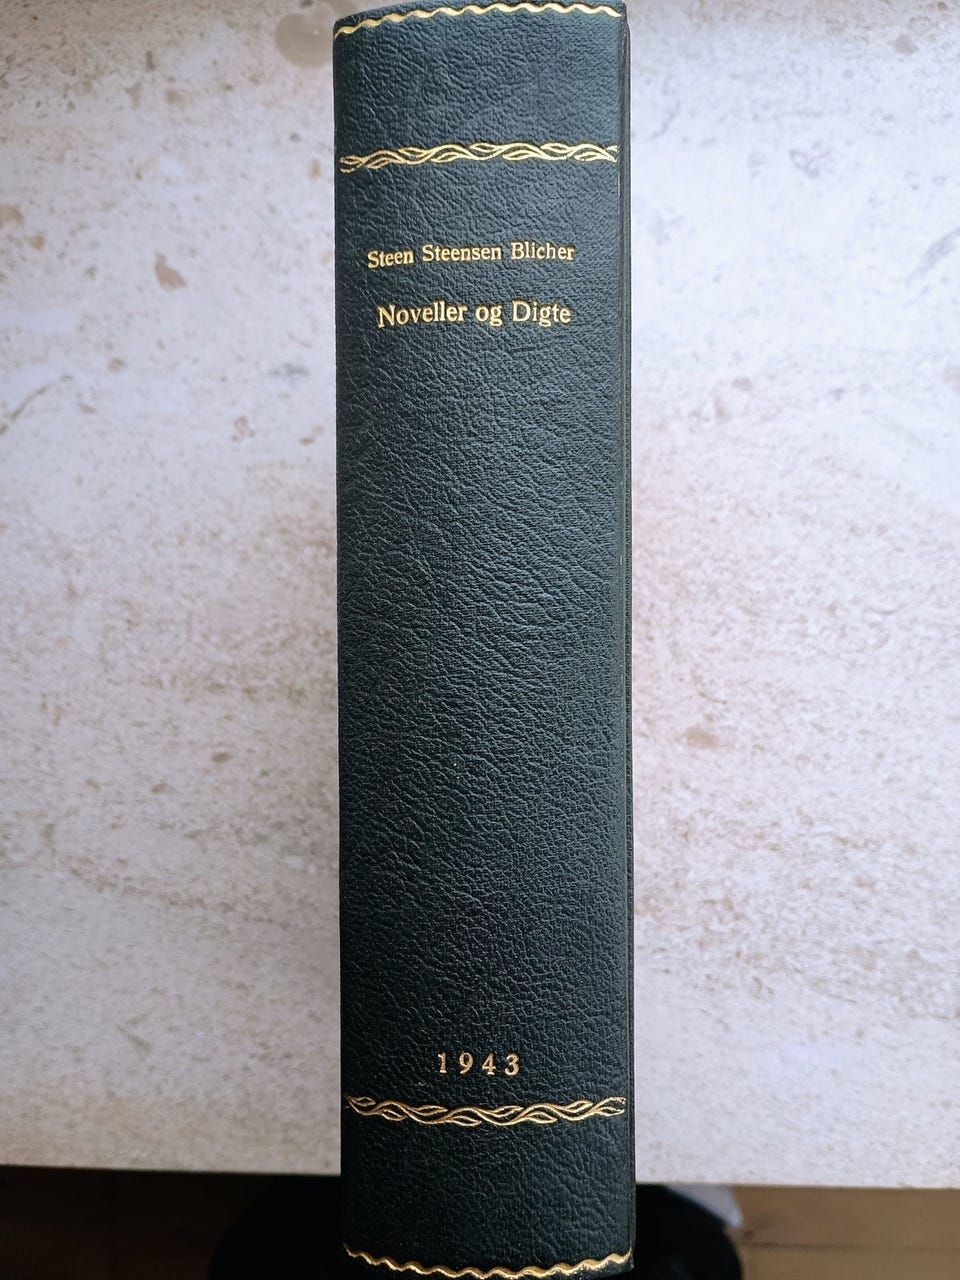 Steen Steensen Blicher
Noveller og Digte
1943